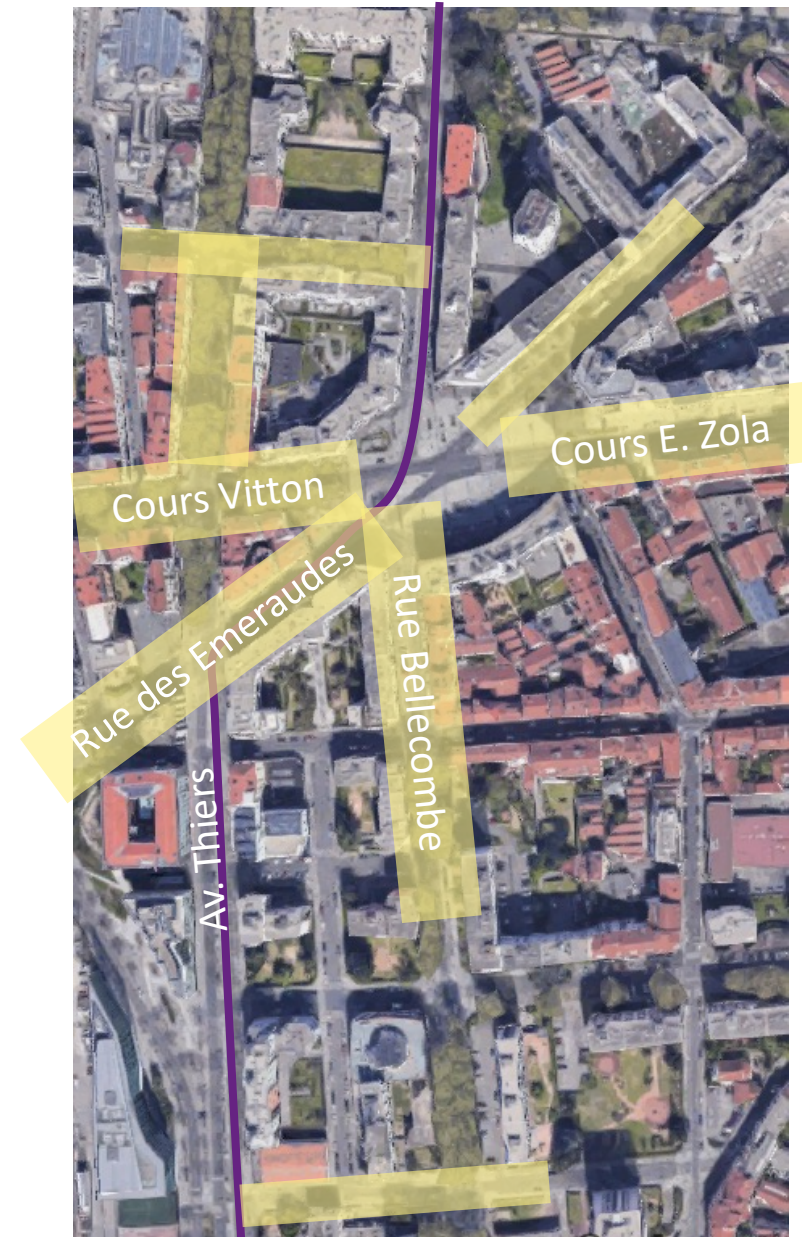 Cours E. Zola
Cours Vitton
Rue des Emeraudes
Rue Bellecombe
Av. Thiers